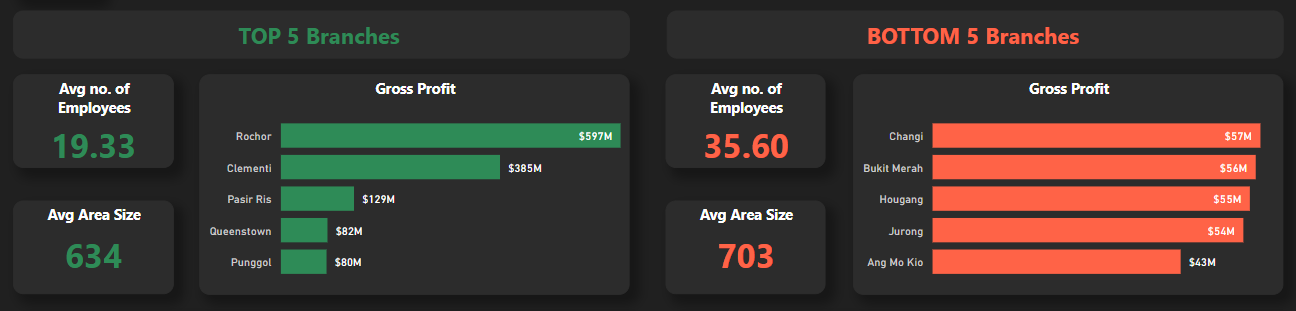 TOP 5 Branches
Avg no. of
Employees
19.33
Avg Area Size
634
Gross Profit
Rochor $597M
Clementi $385M
Pasir Ris $129M
Queenstown $82M
Punggol $80M
BOTTOM 5 Branches
Avg no. of
Employees
35.60
Avg Area Size
703
Gross Profit
Changi $57M
Bukit Merah $56M
Hougang $55M
Jurong $54M
Ang Mo Kio $43M